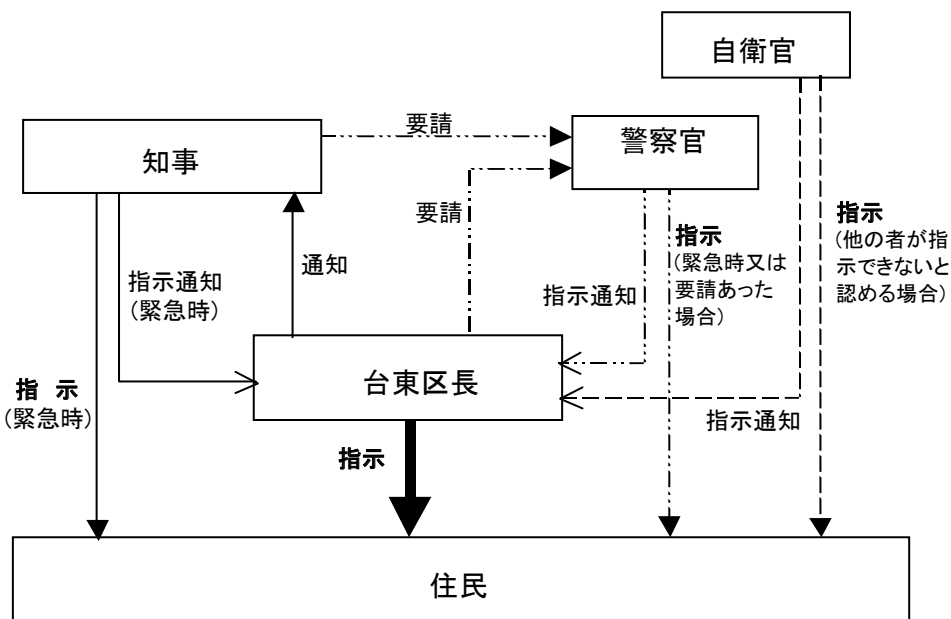 自衛官
要請
警察官
知事
要請
指示
(他の者が指
示できないと
認める場合)
指示
(緊急時又は
要請あった
場合)
通知
指示通知
(緊急時)
指示通知
台東区長
指 示
(緊急時)
指示通知
指示
住民